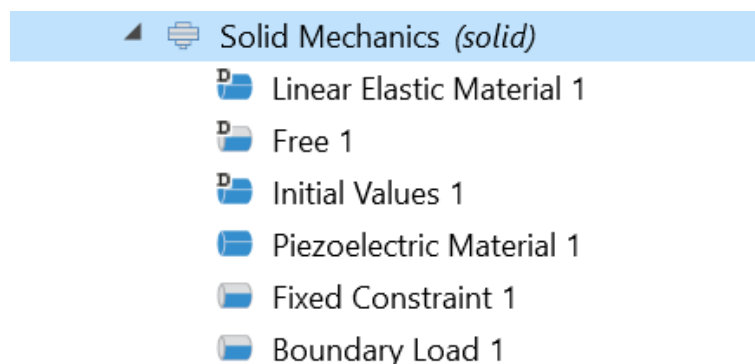 Solid Mechanics (solid)
D Linear Elastic Material 1
D Free 1
D Initial Values 1
Piezoelectric Material 1
Fixed Constraint 1
Boundary Load 1